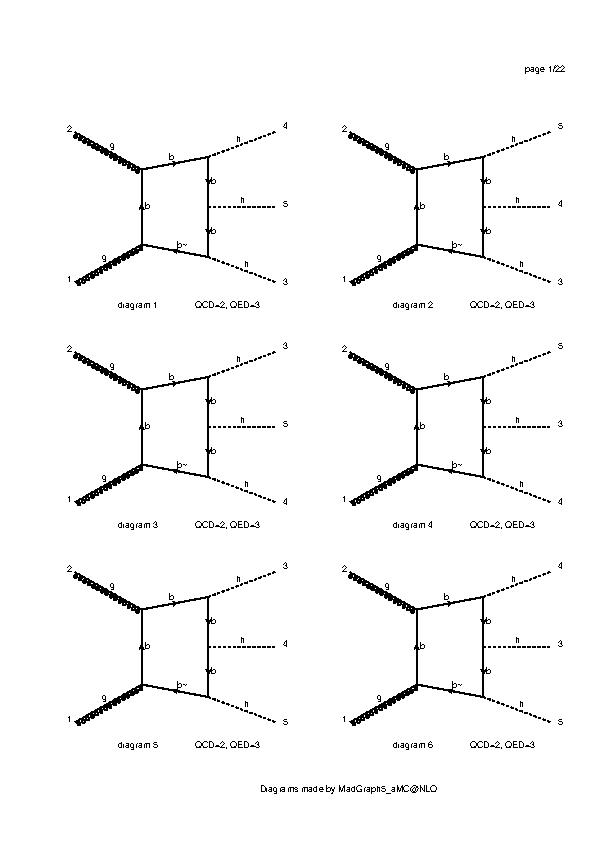 page 1/22
2 g b h 4
b b h 5
b
1 g b~ h 3
diagram 1 QCD=2, QED=3
2 g b h 5
b b h 4
b
1 g b~ h 3
diagram 2 QCD=2, QED=3
2 g b h 3
b b h 5
b
1 g b~ h 4
diagram 3 QCD=2, QED=3
2 g b h 5
b b h 3
b
1 g b~ h 4
diagram 4 QCD=2, QED=3
2 g b h 3
b b h 4
b
1 g b~ h 5
diagram 5 QCD=2, QED=3
2 g b h 4
b b h 3
b
1 g b~ h 5
diagram 6 QCD=2, QED=3
Diagrams made by MadGraph5_aMC@NLO